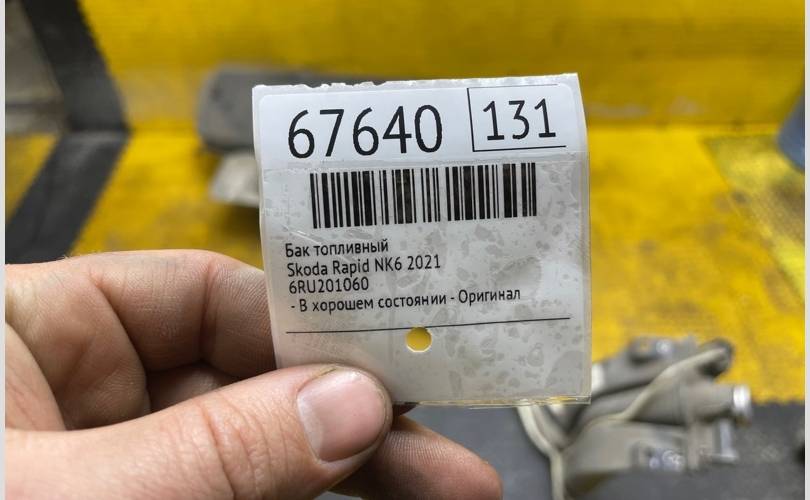 67640 131
Бак топливный
Skoda Rapid NK6 2021
6RU201060
- В хорошем состоянии - Оригинал